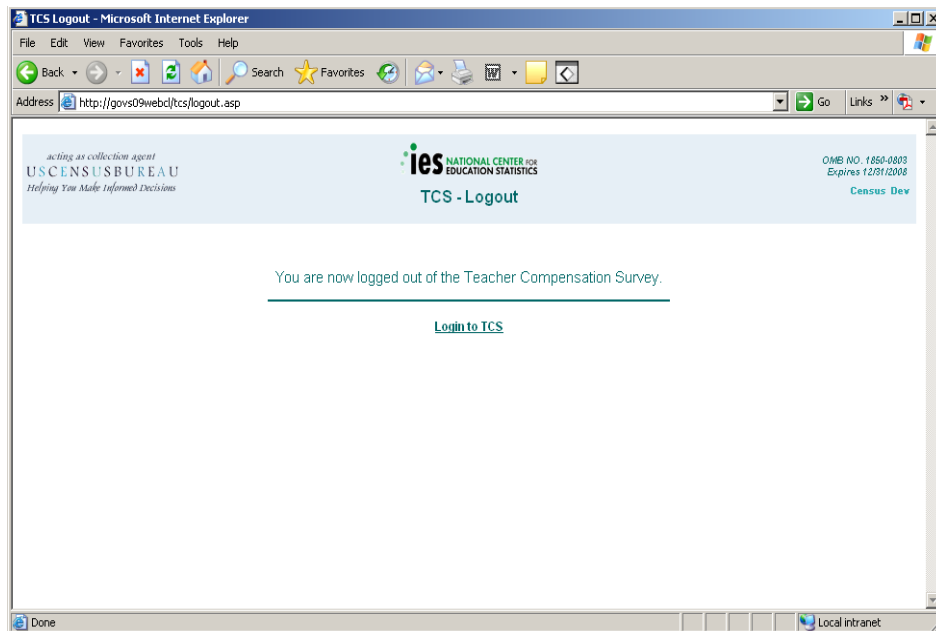 TCS Logout - Microsoft Internet Explorer
File Edit View Favorites Tools Help
Back Search Favorites
Address http://govs09webcl/tcs/logout.asp Go Links »
acting as collection agent
USCENSUSBUREAU
Helping You Make Informed Decisions
ies NATIONAL CENTER FOR
EDUCATION STATISTICS
TCS - Logout
OMB NO. 1850-0803
Expires 12/31/2008
Census Dev
You are now logged out of the Teacher Compensation Survey.
Login to TCS
Done Local intranet